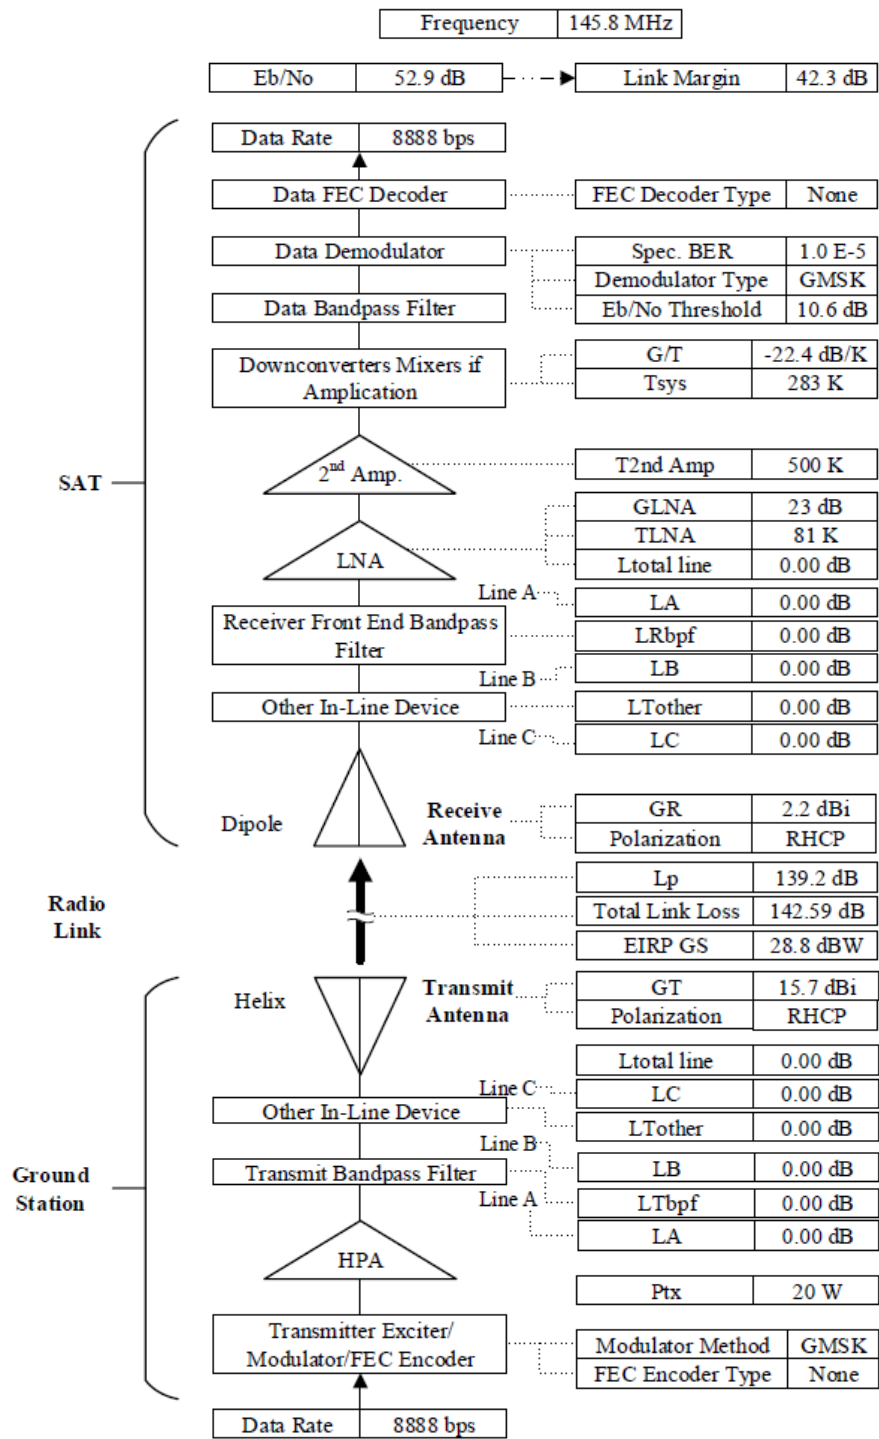 Frequency 145.8 MHz
Eb/No 52.9 dB Link Margin 42.3 dB
Data Rate 8888 bps
Data FEC Decoder FEC Decoder Type None
Data Demodulator Spec. BER 1.0 E-5
Demodulator Type GMSK
Data Bandpass Filter Eb/No Threshold 10.6 dB
Downconverters Mixers if
Amplication
G/T -22.4 dB/K
Tsys 283 K
SAT
2nd Amp. T2nd Amp 500 K
GLNA 23 dB
TLNA 81 K
LNA Ltotal line 0.00 dB
Line A LA 0.00 dB
Receiver Front End Bandpass
Filter
LRbpf 0.00 dB
Line B LB 0.00 dB
Other In-Line Device LTother 0.00 dB
Line C LC 0.00 dB
Dipole
Receive
Antenna
GR 2.2 dBi
Polarization RHCP
Radio
Link
Lp 139.2 dB
Total Link Loss 142.59 dB
EIRP GS 28.8 dBW
Helix
Transmit
Antenna
GT 15.7 dBi
Polarization RHCP
Ltotal line 0.00 dB
Line C LC 0.00 dB
Other In-Line Device LTother 0.00 dB
Line B LB 0.00 dB
Ground
Station
Transmit Bandpass Filter LTbpf 0.00 dB
Line A LA 0.00 dB
HPA
Ptx 20 W
Transmitter Exciter/
Modulator/FEC Encoder
Modulator Method GMSK
FEC Encoder Type None
Data Rate 8888 bps